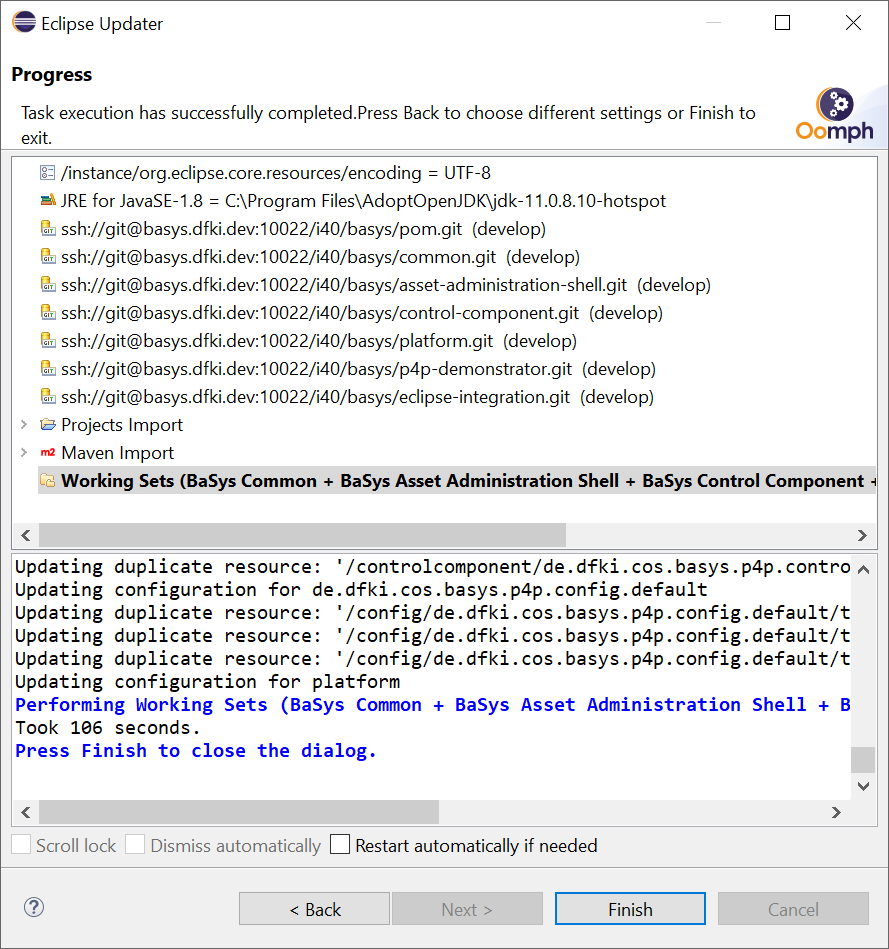 Eclipse Updater
Progress
Task execution has successfully completed.Press Back to choose different settings or Finish to
exit.
Oomph
/instance/org.eclipse.core.resources/encoding = UTF-8
JRE for JavaSE-1.8 = C:\Program Files\AdoptOpenJDK\jdk-11.0.8.10-hotspot
GIT ssh://git@basys.dfki.dev:10022/i40/basys/pom.git (develop)
GIT ssh://git@basys.dfki.dev:10022/i40/basys/common.git (develop)
GIT ssh://git@basys.dfki.dev:10022/i40/basys/asset-administration-shell.git (develop)
GIT ssh://git@basys.dfki.dev:10022/i40/basys/control-component.git (develop)
GIT ssh://git@basys.dfki.dev:10022/i40/basys/platform.git (develop)
GIT ssh://git@basys.dfki.dev:10022/i40/basys/p4p-demonstrator.git (develop)
GIT ssh://git@basys.dfki.dev:10022/i40/basys/eclipse-integration.git (develop)
Projects Import
m2 Maven Import
Working Sets (BaSys Common + BaSys Asset Administration Shell + BaSys Control Component +
Updating duplicate resource: '/controlcomponent/de.dfki.cos.basys.p4p.contro
Updating configuration for de.dfki.cos.basys.p4p.config.default
Updating duplicate resource: '/config/de.dfki.cos.basys.p4p.config.default/t
Updating duplicate resource: '/config/de.dfki.cos.basys.p4p.config.default/t
Updating duplicate resource: '/config/de.dfki.cos.basys.p4p.config.default/t
Updating configuration for platform
Performing Working Sets (BaSys Common + BaSys Asset Administration Shell + B
Took 106 seconds.
Press Finish to close the dialog.
Scroll lock Dismiss automatically Restart automatically if needed
? < Back Next > Finish Cancel